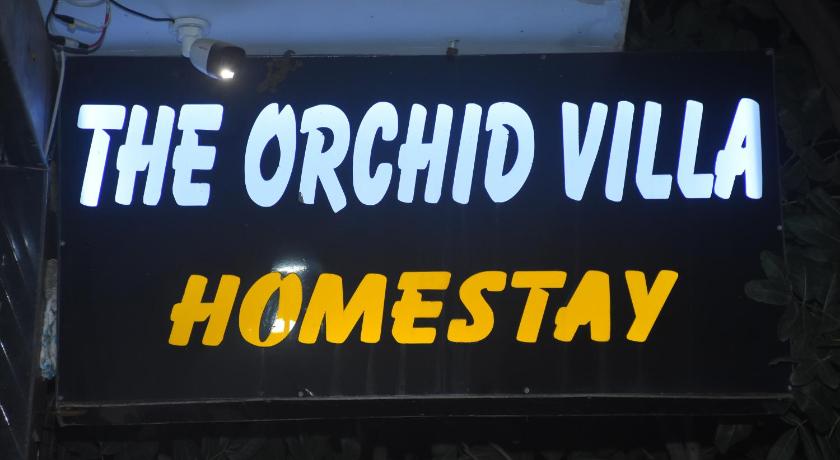 THE ORCHID VILLA
HOMESTAY